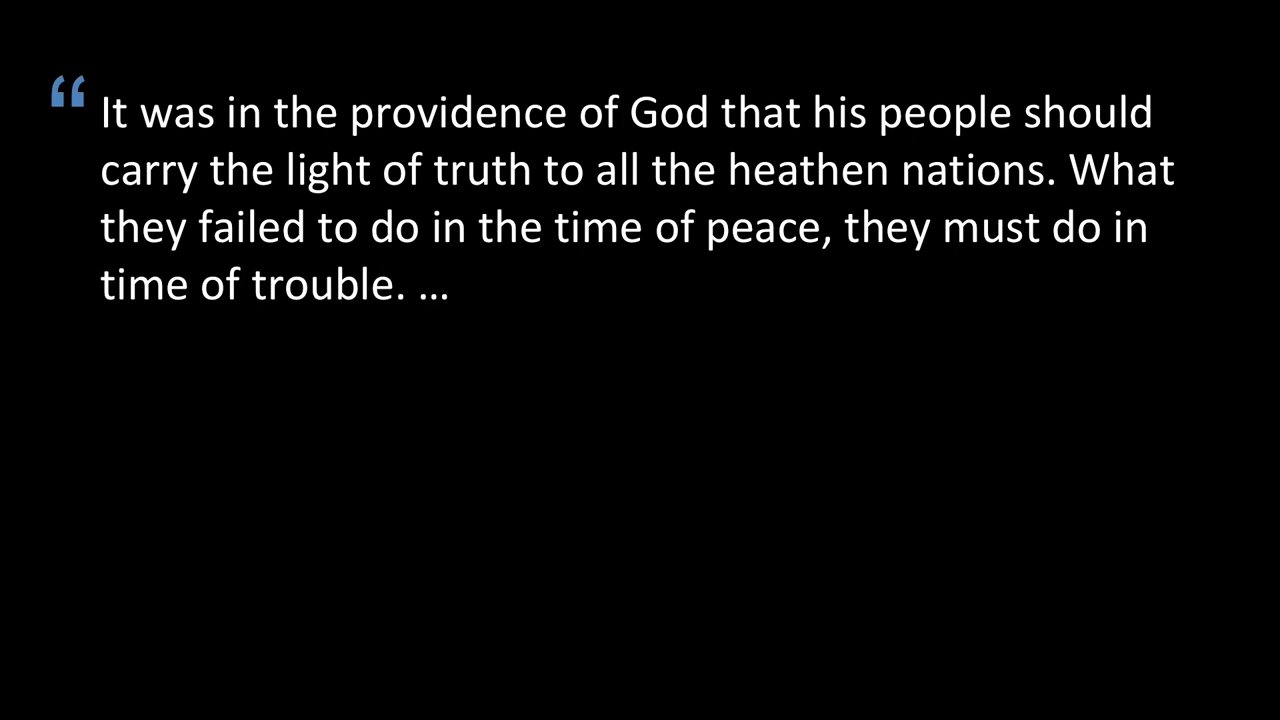 “ It was in the providence of God that his people should
carry the light of truth to all the heathen nations. What
they failed to do in the time of peace, they must do in
time of trouble. …